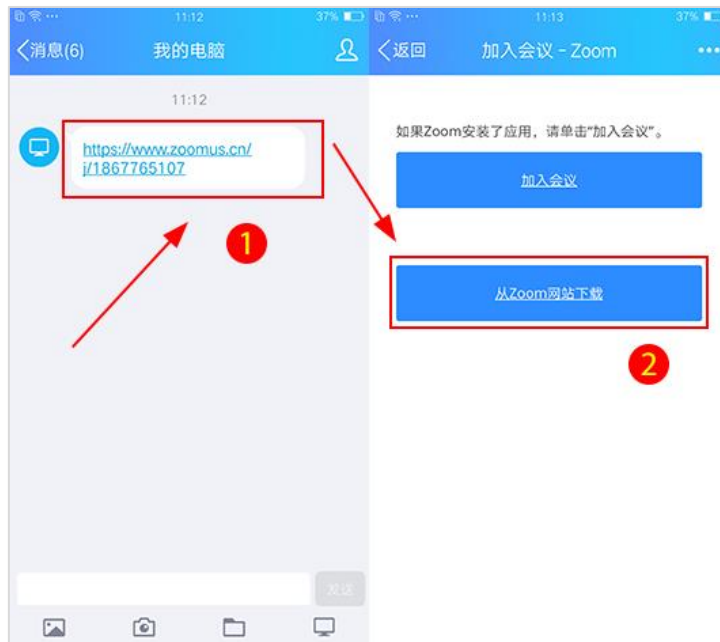 11:12
37%
消息(6)
我的电脑
11:12
https://www.zoomus.cn/
j/1867765107
1
发送
11:13
37%
返回
加入会议 - Zoom
如果Zoom安装了应用，请单击“加入会议”。
加入会议
从Zoom网站下载
2